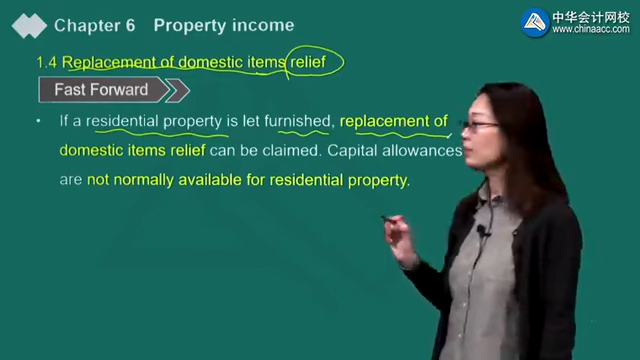 Chapter 6 Property income
中华会计网校
www.chinaacc.com
1.4 Replacement of domestic items relief
Fast Forward
• If a residential property is let furnished, replacement of
domestic items relief can be claimed. Capital allowances
are not normally available for residential property.